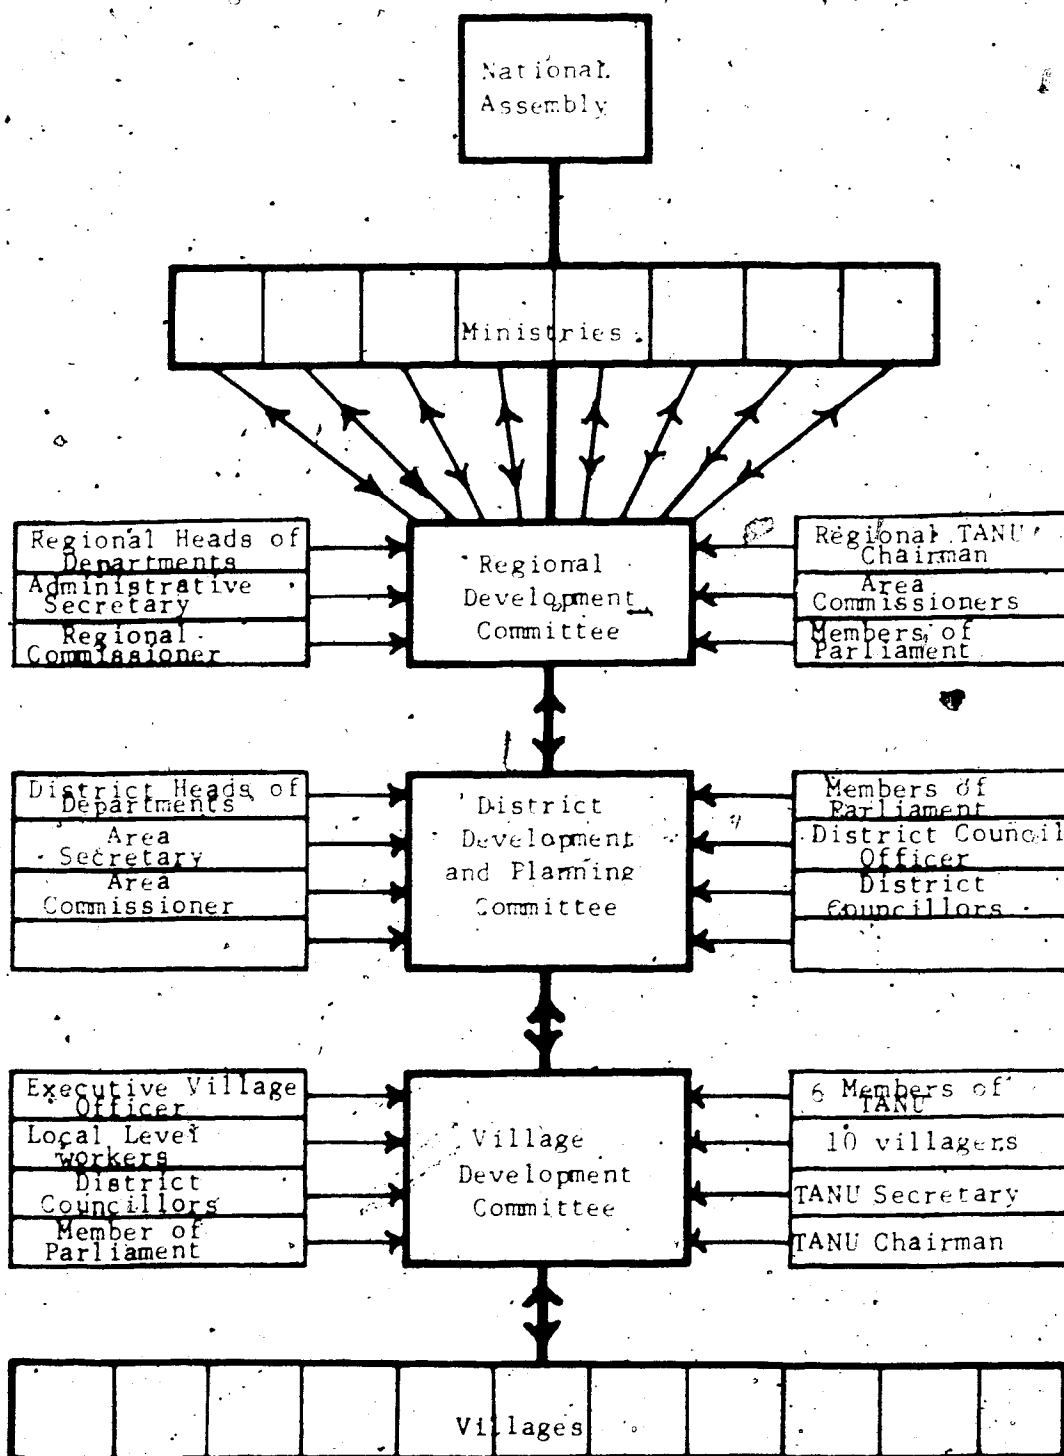 National
Assembly
Ministries
Regional Heads of
Departments
Administrative
Secretary
Regional
Commissioner
Regional
Development
Committee
Regional TANU
Chairman
Area
Commissioners
Members of
Parliament
District Heads of
Departments
Area
Secretary
Area
Commissioner
District
Development
and Planning
Committee
Members of
Parliament
District Council
Officer
District
Councillors
Executive Village
Officer
Local Level
workers
District
Councillors
Member of
Parliament
Village
Development
Committee
6 Members of
TANU
10 villagers
TANU Secretary
TANU Chairman
Villages